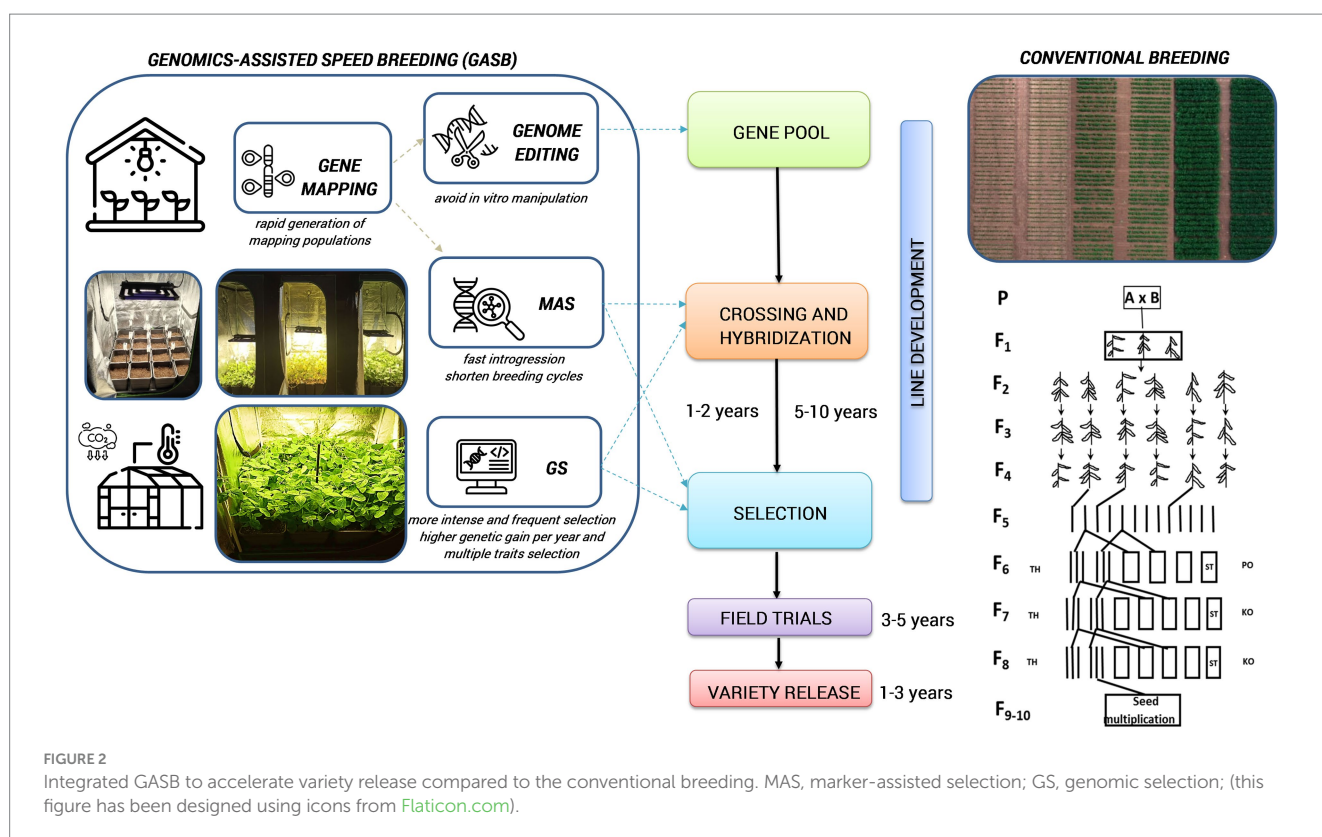 GENOMICS-ASSISTED SPEED BREEDING (GASB)
GENE
MAPPING
rapid generation of
mapping populations
GENOME
EDITING
avoid in vitro manipulation
MAS
fast introgression
shorten breeding cycles
CO₂
GS
more intense and frequent selection
higher genetic gain per year and
multiple traits selection
GENE POOL
CROSSING AND
HYBRIDIZATION
1-2 years
5-10 years
SELECTION
FIELD TRIALS
3-5 years
VARIETY RELEASE
1-3 years
LINE DEVELOPMENT
CONVENTIONAL BREEDING
P
A x B
F₁
F₂
F₃
F₄
F₅
F₆ TH ST PO
F₇ TH ST KO
F₈ TH ST KO
F₉₋₁₀
Seed
multiplication
FIGURE 2
Integrated GASB to accelerate variety release compared to the conventional breeding. MAS, marker-assisted selection; GS, genomic selection; (this
figure has been designed using icons from Flaticon.com).